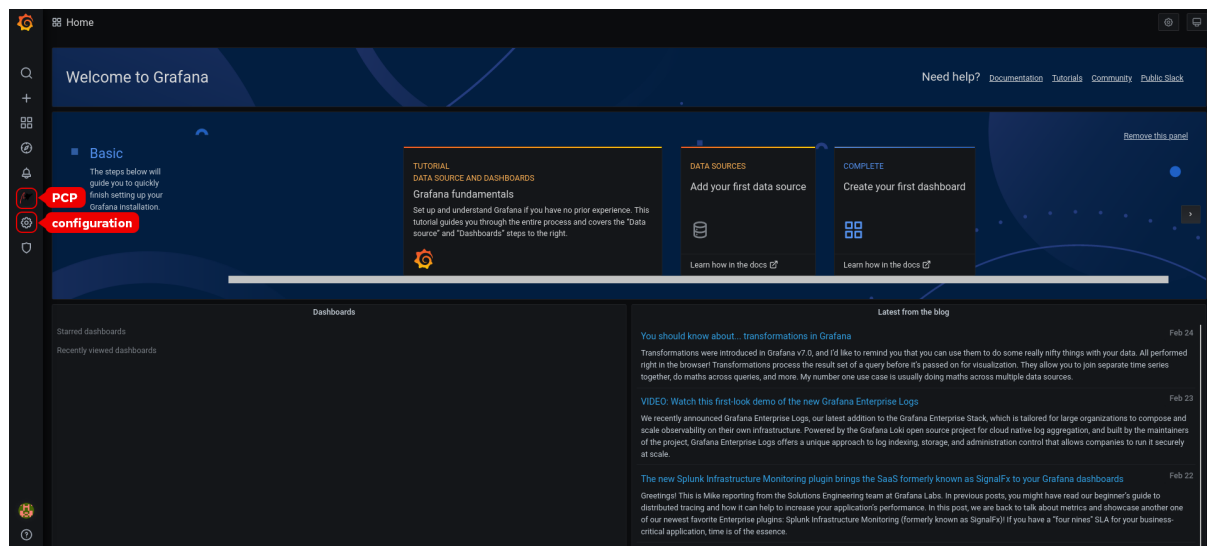 Home
Welcome to Grafana
Need help? Documentation Tutorials Community Public Slack
Remove this panel
Basic
The steps below will
guide you to quickly
finish setting up your
Grafana installation.
TUTORIAL
DATA SOURCE AND DASHBOARDS
Grafana fundamentals
Set up and understand Grafana if you have no prior experience. This
tutorial guides you through the entire process and covers the "Data
source" and "Dashboards" steps to the right.
DATA SOURCES
Add your first data source
Learn how in the docs
COMPLETE
Create your first dashboard
Learn how in the docs
PCP
configuration
Dashboards
Starred dashboards
Recently viewed dashboards
Latest from the blog
You should know about... transformations in Grafana
Feb 24
Transformations were introduced in Grafana v7.0, and I'd like to remind you that you can use them to do some really nifty things with your data. All performed
right in the browser! Transformations process the result set of a query before it's passed on for visualization. They allow you to join separate time series
together, do maths across queries, and more. My number one use case is usually doing maths across multiple data sources.
VIDEO: Watch this first-look demo of the new Grafana Enterprise Logs
Feb 23
We recently announced Grafana Enterprise Logs, our latest addition to the Grafana Enterprise Stack, which is tailored for large organizations to compose and
scale observability on their own infrastructure. Powered by the Grafana Loki open source project for cloud native log aggregation, and built by the maintainers
of the project, Grafana Enterprise Logs offers a unique approach to log indexing, storage, and administration control that allows companies to run it securely
at scale.
The new Splunk Infrastructure Monitoring plugin brings the SaaS formerly known as SignalFx to your Grafana dashboards
Feb 22
Greetings! This is Mike reporting from the Solutions Engineering team at Grafana Labs. In previous posts, you might have read our beginner's guide to
distributed tracing and how it can help to increase your application's performance. In this post, we are back to talk about metrics and showcase another one
of our newest favorite Enterprise plugins: Splunk Infrastructure Monitoring (formerly known as SignalFx)! If you have a "four nines" SLA for your business-
critical application, time is of the essence.